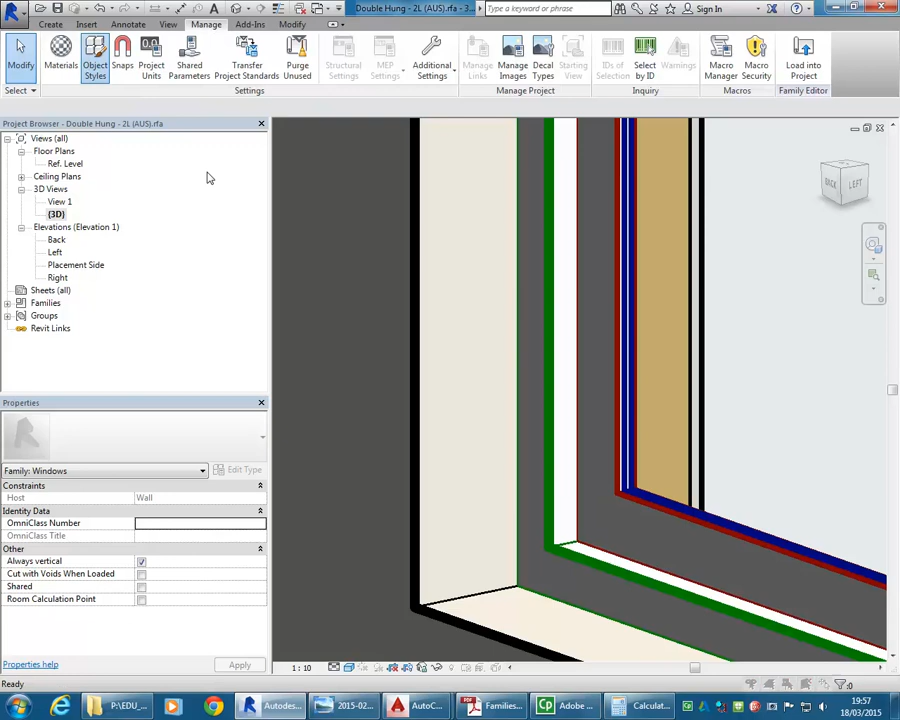 Double Hung - 2L (AUS).rfa - 3...
Type a keyword or phrase
Sign In
Create
Insert
Annotate
View
Manage
Add-Ins
Modify
Modify
Materials
Object Styles
Snaps
Project Units
Shared Parameters
Transfer Project Standards
Purge Unused
Structural Settings
MEP Settings
Additional Settings
Manage Links
Manage Images
Decal Types
Starting View
IDs of Selection
Select by ID
Warnings
Macro Manager
Macro Security
Load into Project
Select
Settings
Manage Project
Inquiry
Macros
Family Editor
Project Browser - Double Hung - 2L (AUS).rfa
Views (all)
Floor Plans
Ref. Level
Ceiling Plans
3D Views
View 1
{3D}
Elevations (Elevation 1)
Back
Left
Placement Side
Right
Sheets (all)
Families
Groups
Revit Links
BACK
LEFT
Properties
Family: Windows
Edit Type
Constraints
Host Wall
Identity Data
OmniClass Number
OmniClass Title
Other
Always vertical
Cut with Voids When Loaded
Shared
Room Calculation Point
Properties help
Apply
1 : 10
Ready
:0
P:\EDU_...
Autodes...
2015-02...
AutoC...
Families...
Adobe ...
Calculat...
19:57
18/03/2015